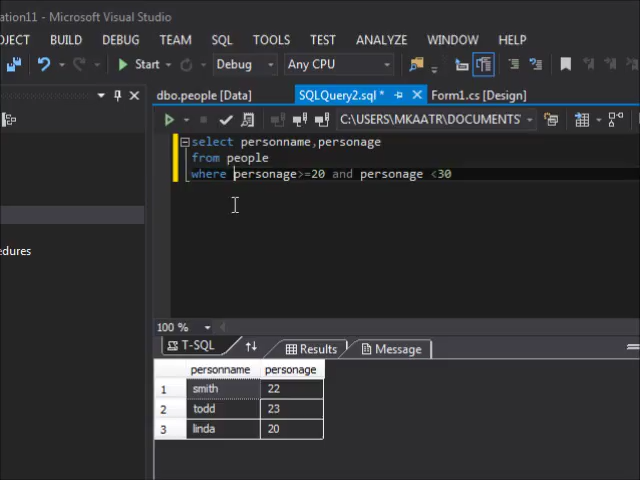 ation11 - Microsoft Visual Studio
OJECT BUILD DEBUG TEAM SQL TOOLS TEST ANALYZE WINDOW HELP
Start Debug Any CPU
dbo.people [Data] SQLQuery2.sql* Form1.cs [Design]
C:\USERS\MKAATR\DOCUMENTS\
select personname,personage
from people
where personage>=20 and personage <30
edures
100 %
T-SQL Results Message
personname personage
1 smith 22
2 todd 23
3 linda 20